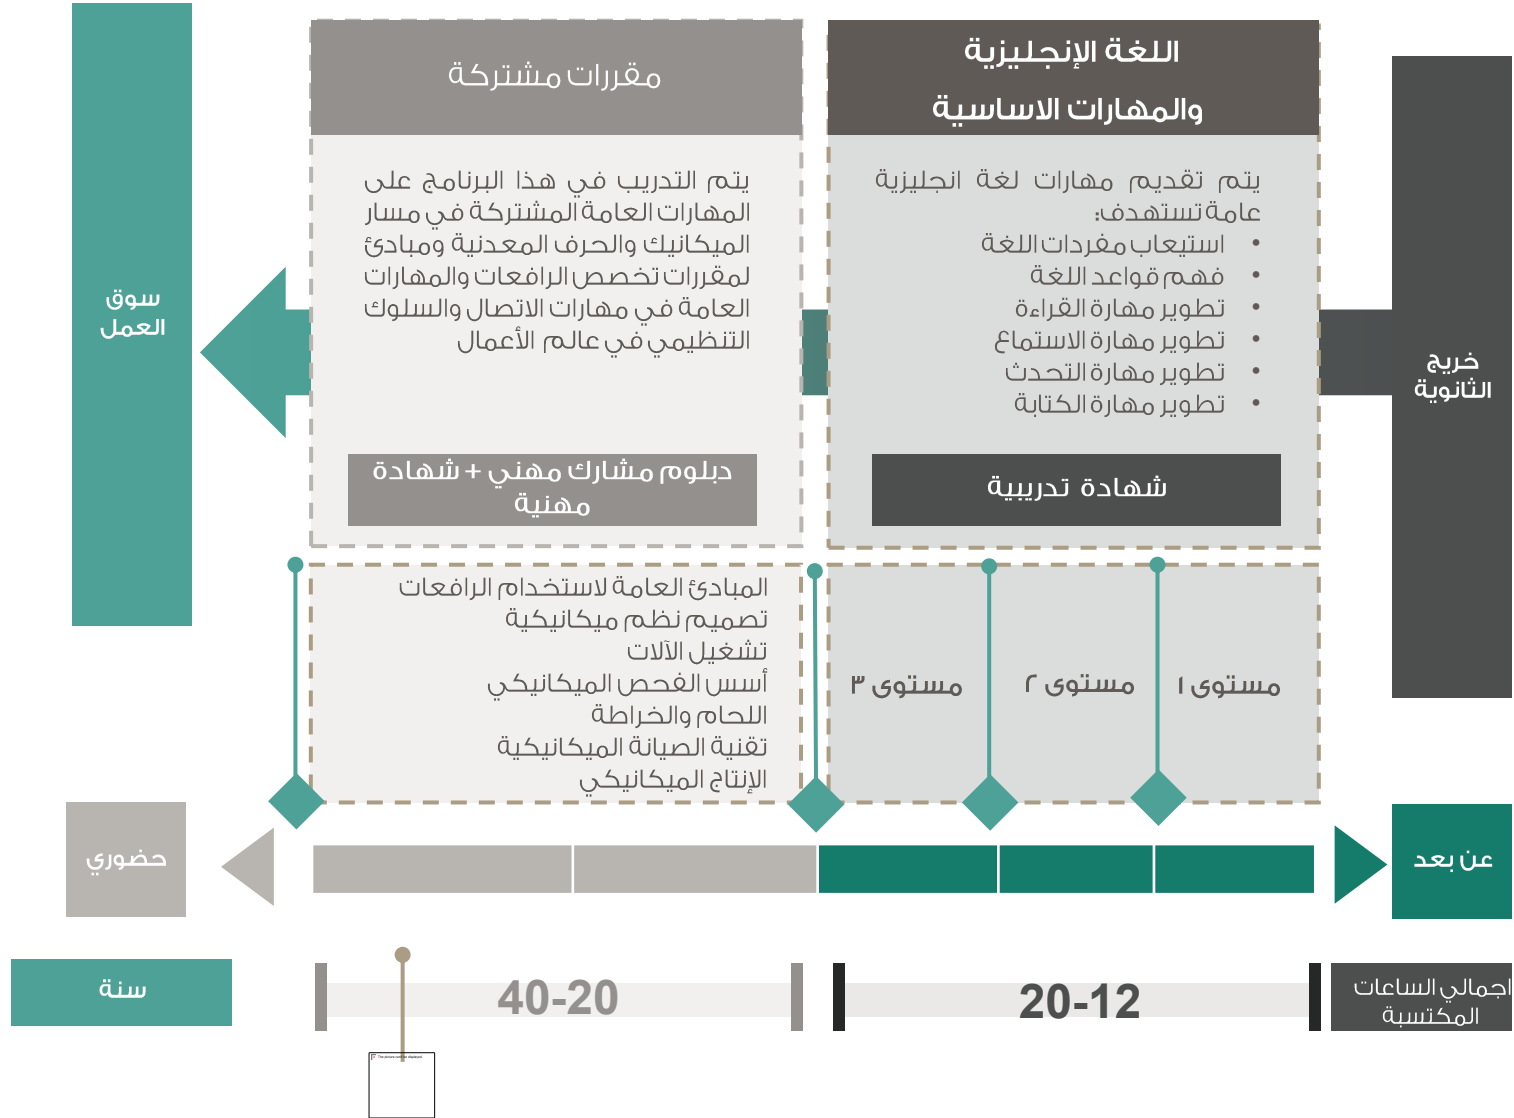 خريج
الثانوية
اللغة الإنجليزية
والمهارات الاساسية
يتم تقديم مهارات لغة انجليزية
عامة تستهدف:
• استيعاب مفردات اللغة
• فهم قواعد اللغة
• تطوير مهارة القراءة
• تطوير مهارة الاستماع
• تطوير مهارة التحدث
• تطوير مهارة الكتابة
شهادة تدريبية
مقررات مشتركة
يتم التدريب في هذا البرنامج على
المهارات العامة المشتركة في مسار
الميكانيك والحرف المعدنية ومبادئ
لمقررات تخصص الرافعات والمهارات
العامة في مهارات الاتصال والسلوك
التنظيمي في عالم الأعمال
دبلوم مشارك مهني + شهادة
مهنية
سوق
العمل
مستوى ١
مستوى ٢
مستوى ٣
المبادئ العامة لاستخدام الرافعات
تصميم نظم ميكانيكية
تشغيل الآلات
أسس الفحص الميكانيكي
اللحام والخراطة
تقنية الصيانة الميكانيكية
الإنتاج الميكانيكي
عن بعد
حضوري
اجمالي الساعات
المكتسبة
20-12
40-20
سنة
The picture can't be displayed.